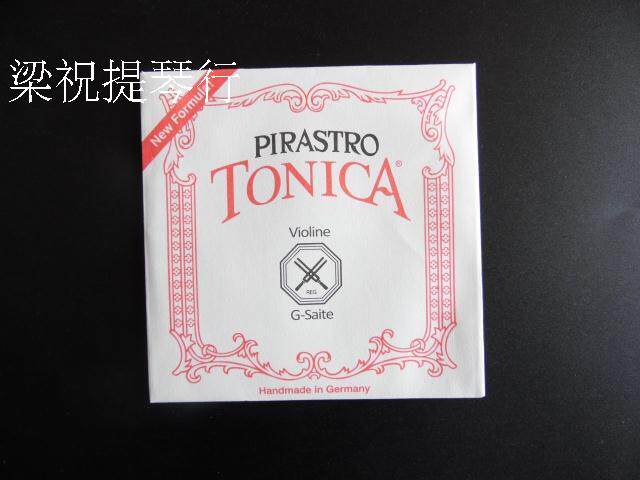 梁祝提琴行
New Formula
PIRASTRO
TONICA®
Violine
REG.
G-Saite
Handmade in Germany